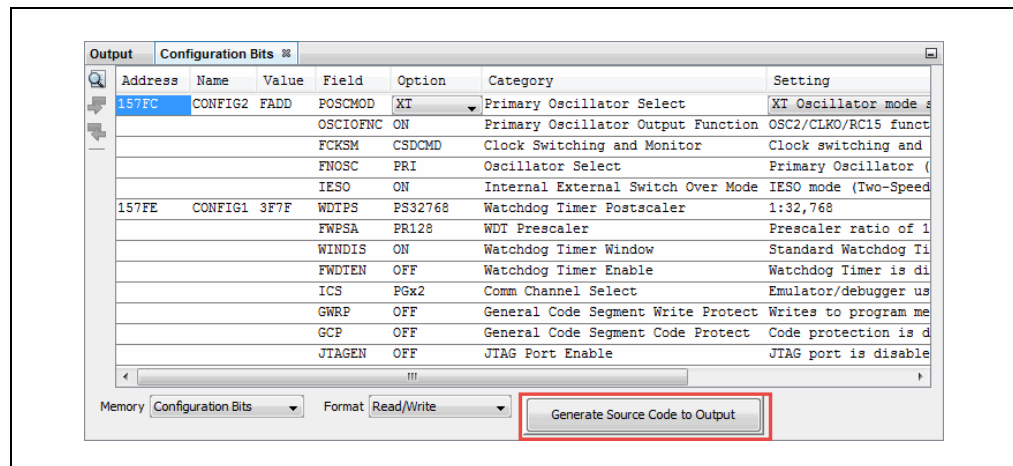 Output Configuration Bits
Address Name Value Field Option Category Setting
157FC CONFIG2 FADD POSCMOD XT Primary Oscillator Select XT Oscillator mode s
OSCIOFNC ON Primary Oscillator Output Function OSC2/CLKO/RC15 funct
FCKSM CSDCMD Clock Switching and Monitor Clock switching and
FNOSC PRI Oscillator Select Primary Oscillator (
IESO ON Internal External Switch Over Mode IESO mode (Two-Speed
157FE CONFIG1 3F7F WDTPS PS32768 Watchdog Timer Postscaler 1:32,768
FWPSA PR128 WDT Prescaler Prescaler ratio of 1
WINDIS ON Watchdog Timer Window Standard Watchdog Ti
FWDTEN OFF Watchdog Timer Enable Watchdog Timer is di
ICS PGx2 Comm Channel Select Emulator/debugger us
GWRP OFF General Code Segment Write Protect Writes to program me
GCP OFF General Code Segment Code Protect Code protection is d
JTAGEN OFF JTAG Port Enable JTAG port is disable
Memory Configuration Bits Format Read/Write Generate Source Code to Output